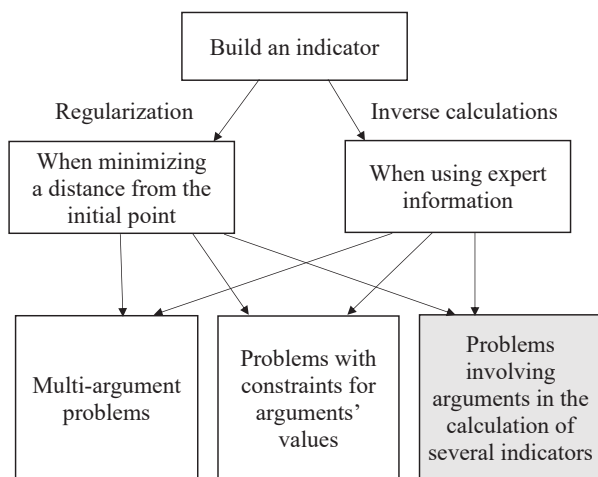 Build an indicator
Regularization
Inverse calculations
When minimizing
a distance from the
initial point
When using expert
information
Multi-argument
problems
Problems with
constraints for
arguments’
values
Problems
involving
arguments in the
calculation of
several indicators